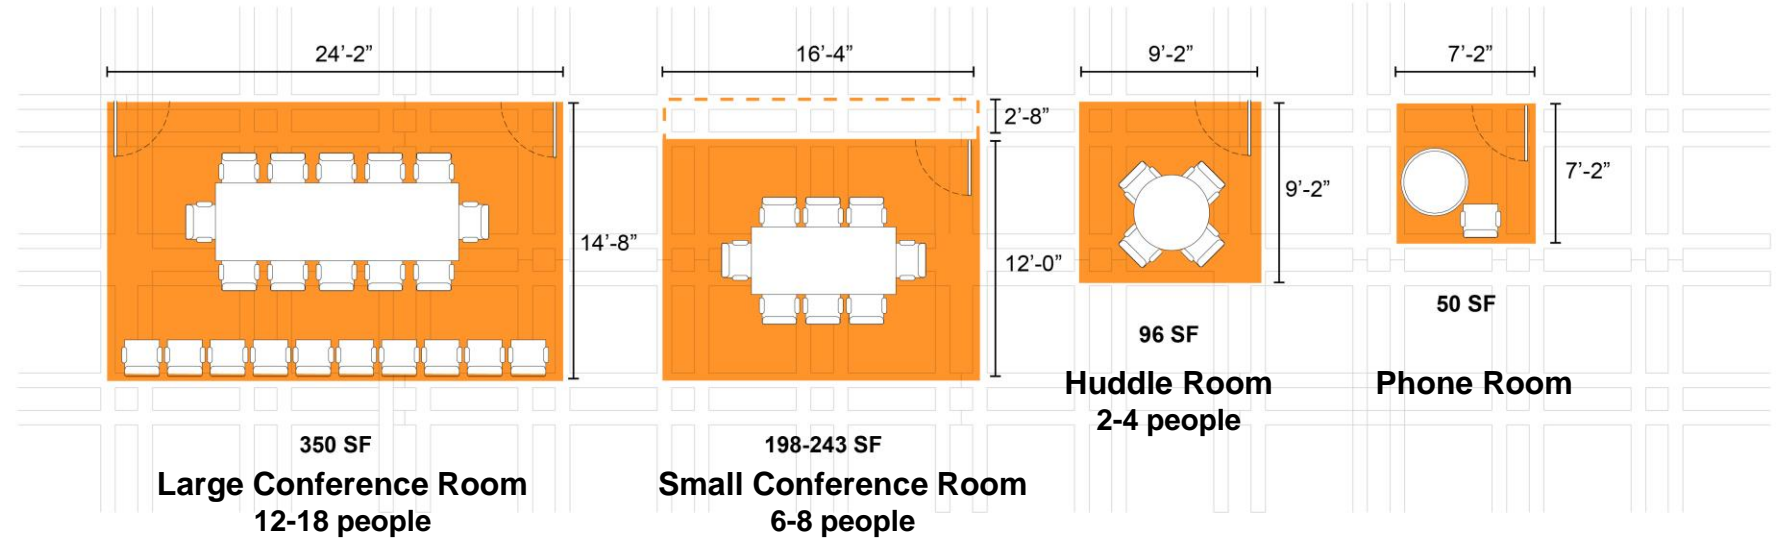 24’-2”
14’-8”
350 SF
Large Conference Room
12-18 people
16’-4”
2’-8”
12’-0”
198-243 SF
Small Conference Room
6-8 people
9’-2”
9’-2”
96 SF
Huddle Room
2-4 people
7’-2”
7’-2”
50 SF
Phone Room